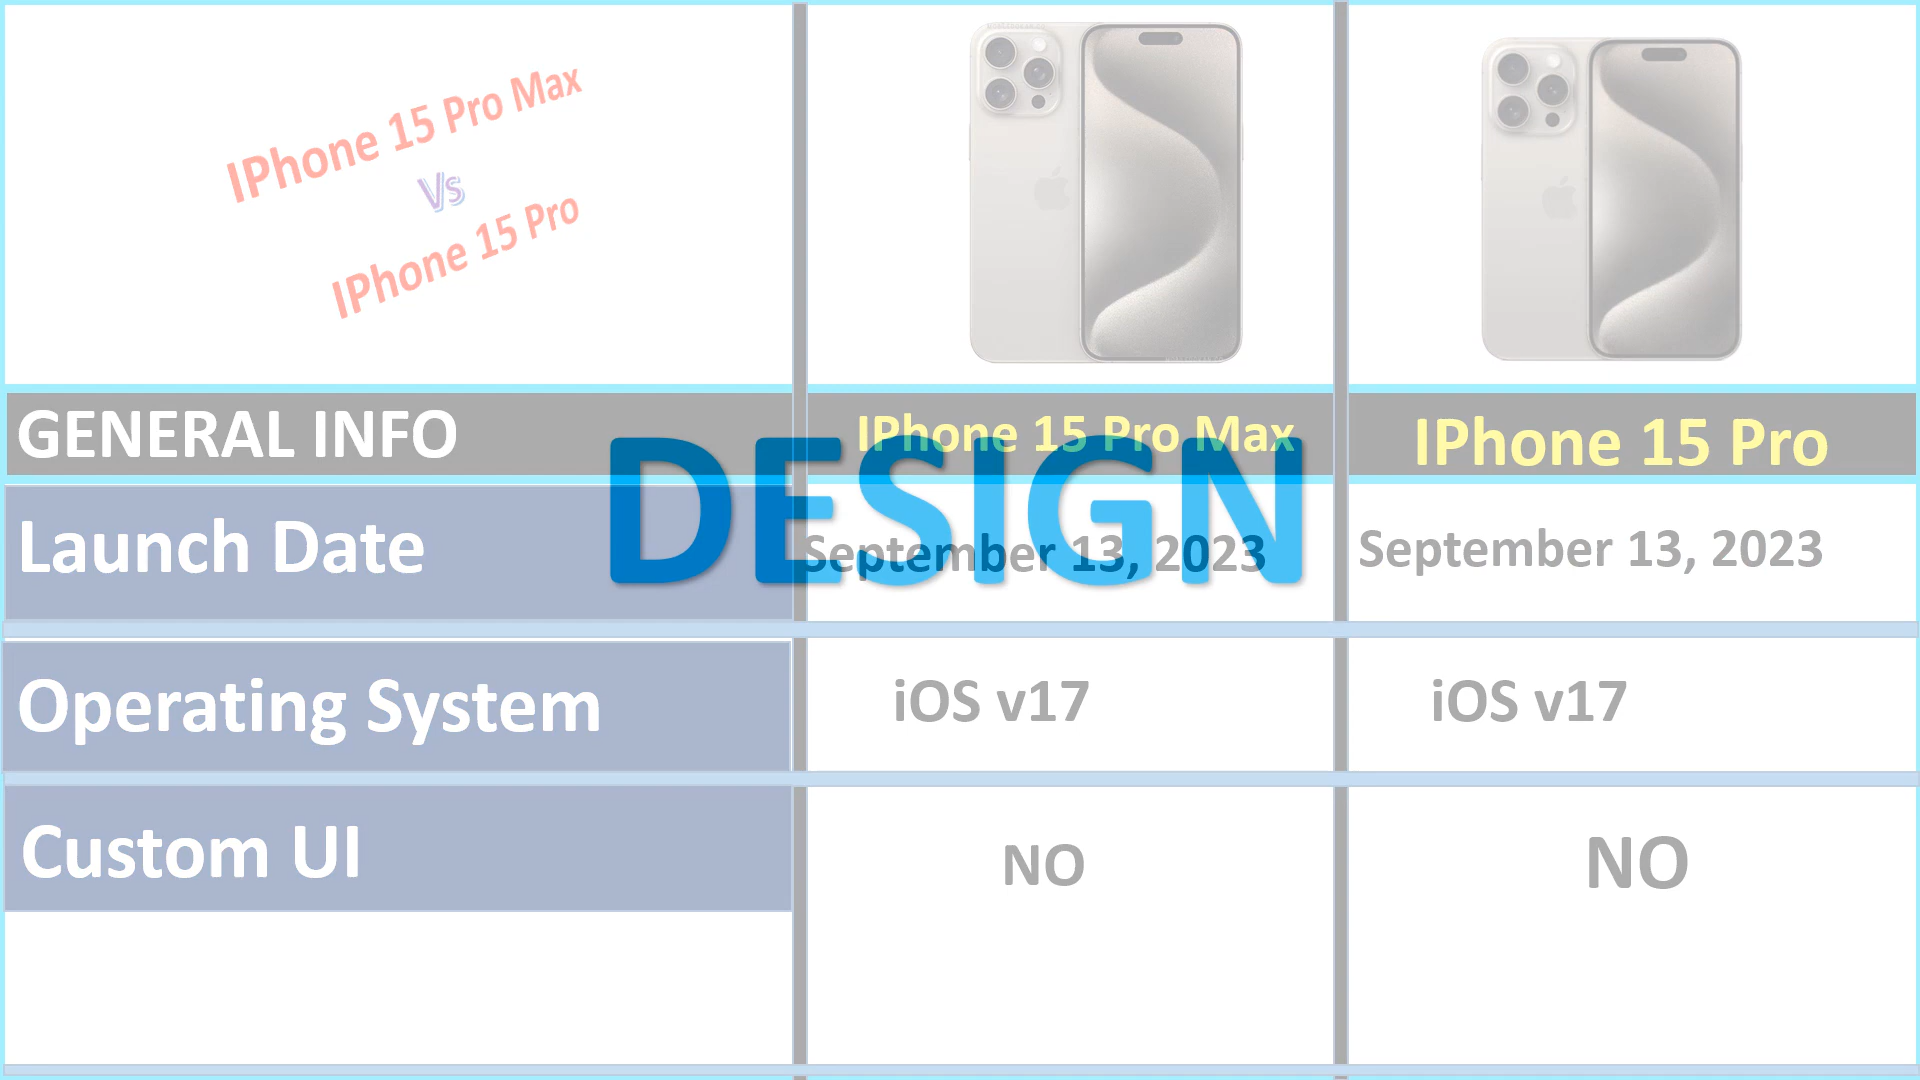 IPhone 15 Pro Max
Vs
IPhone 15 Pro
GENERAL INFO
IPhone 15 Pro Max
IPhone 15 Pro
DESIGN
Launch Date
September 13, 2023
September 13, 2023
Operating System
iOS v17
iOS v17
Custom UI
NO
NO